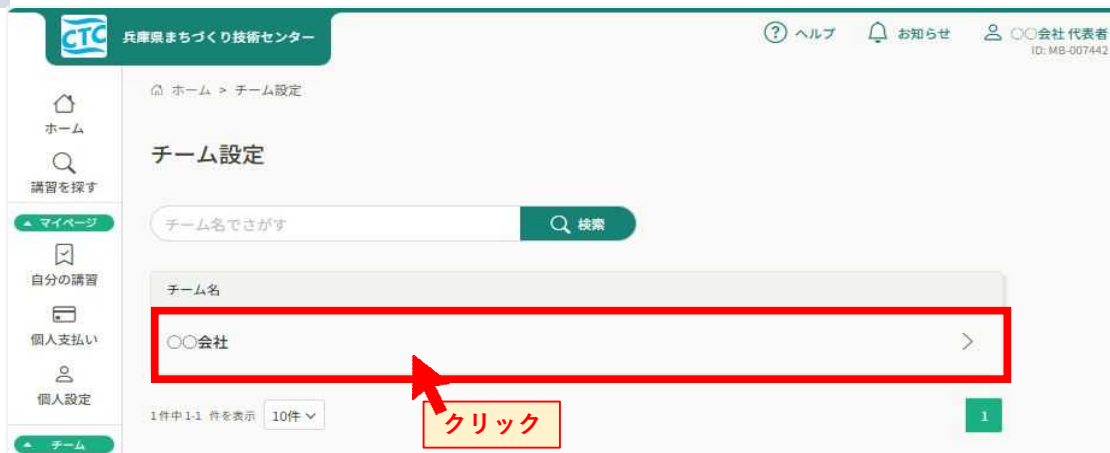 CTC 兵庫県まちづくり技術センター
ヘルプ
お知らせ
○○会社 代表者
ID: MB-007442
ホーム > チーム設定
ホーム
講習を探す
マイページ
自分の講習
個人支払い
個人設定
チーム
チーム設定
チーム名でさがす
検索
チーム名
○○会社
1件中1-1 件を表示 10件
1
クリック